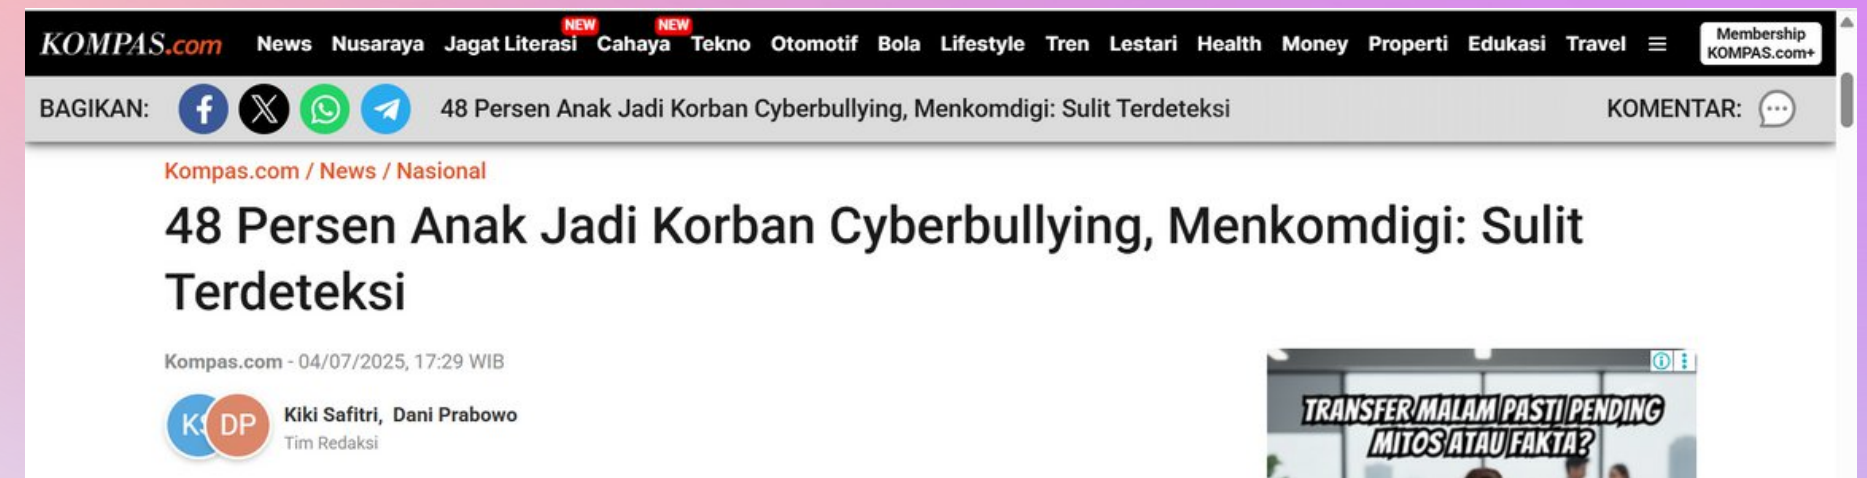 NEW NEW
KOMPAS.com News Nusaraya Jagat Literasi Cahaya Tekno Otomotif Bola Lifestyle Tren Lestari Health Money Properti Edukasi Travel Membership KOMPAS.com+
BAGIKAN: 48 Persen Anak Jadi Korban Cyberbullying, Menkomdigi: Sulit Terdeteksi KOMENTAR:
Kompas.com / News / Nasional
48 Persen Anak Jadi Korban Cyberbullying, Menkomdigi: Sulit
Terdeteksi
Kompas.com - 04/07/2025, 17:29 WIB
KS DP
Kiki Safitri, Dani Prabowo
Tim Redaksi
TRANSFER MALAM PASTI PENDING
MITOS ATAU FAKTA?